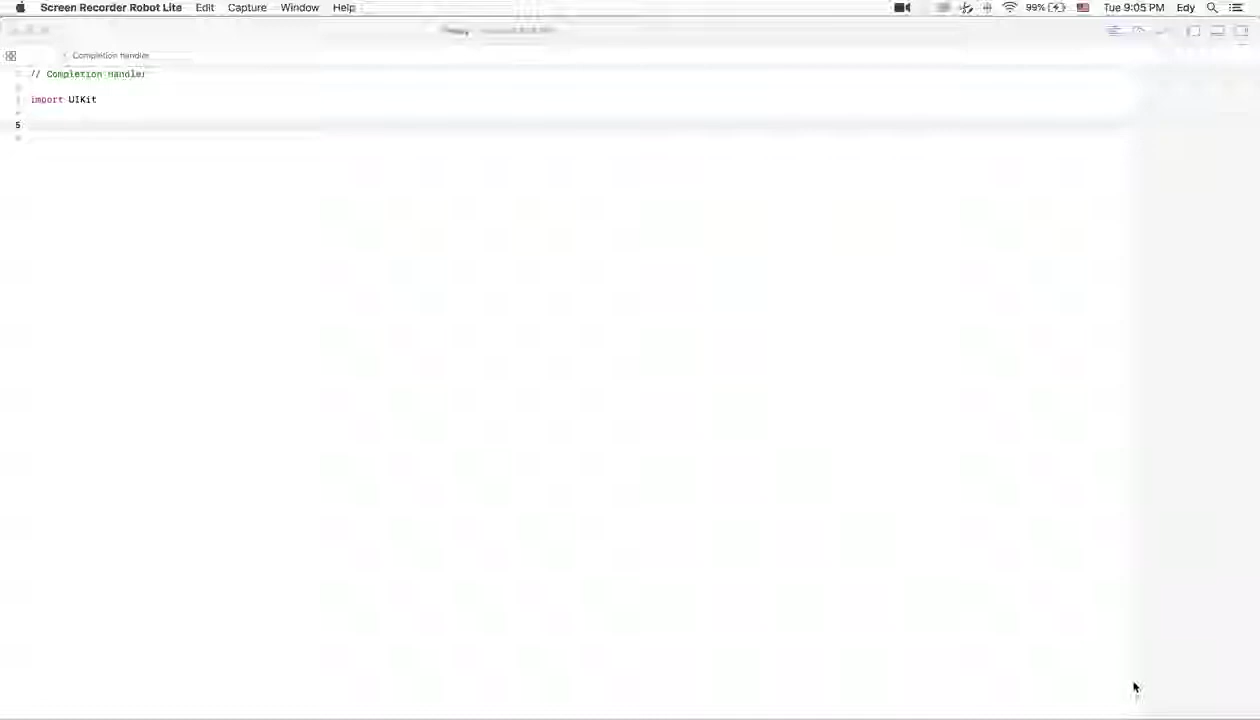 Screen Recorder Robot Lite Edit Capture Window Help 99% Tue 9:05 PM Edy
Completion Handler
// Completion Handler
import UIKit
5